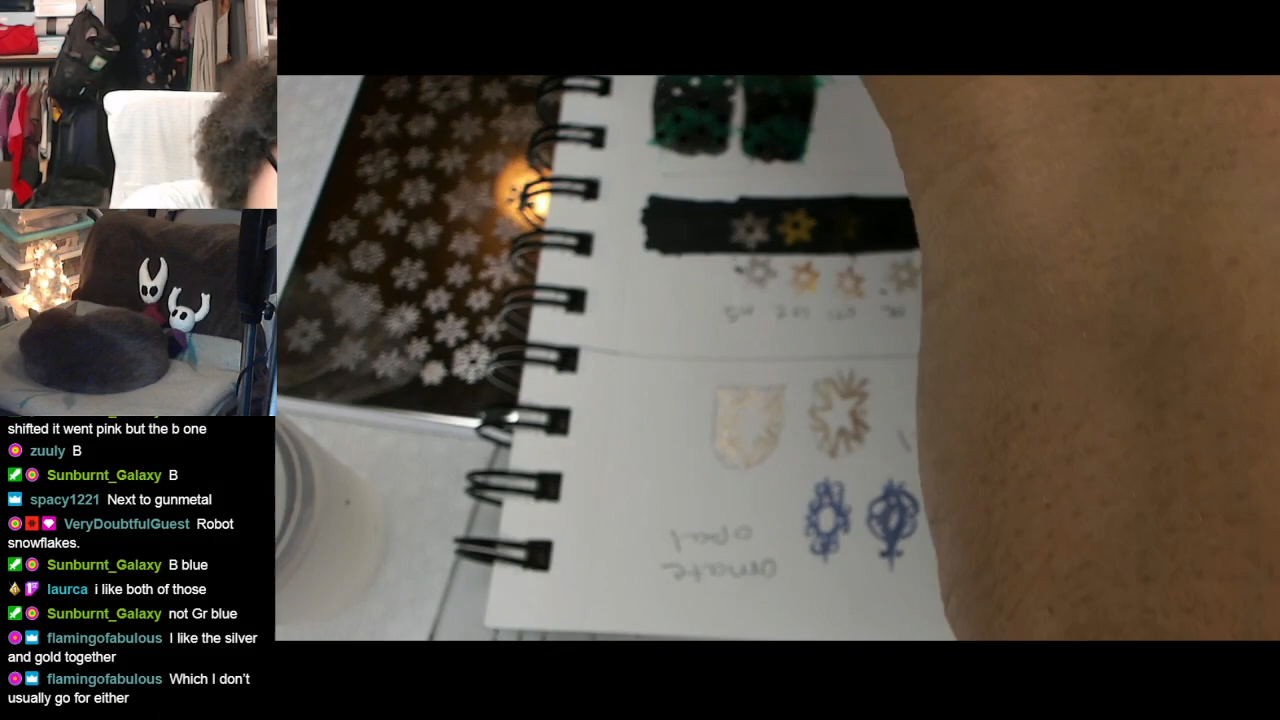 shifted it went pink but the b one
zuuly B
Sunburnt_Galaxy B
spacy1221 Next to gunmetal
VeryDoubtfulGuest Robot
snowflakes.
Sunburnt_Galaxy B blue
laurca i like both of those
Sunburnt_Galaxy not Gr blue
flamingofabulous I like the silver
and gold together
flamingofabulous Which I don't
usually go for either
opal
ornate